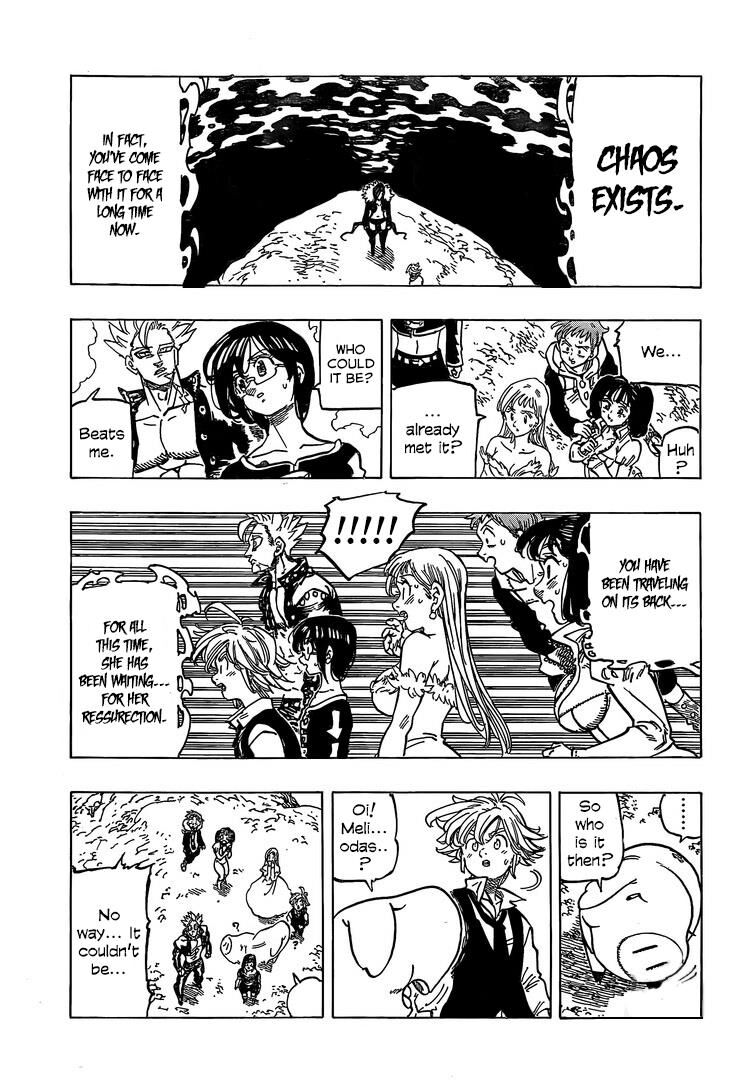 CHAOS
EXISTS..
IN FACT,
YOU'VE COME
FACE TO FACE
WITH IT FOR A
LONG TIME
NOW..
We...
Huh
?
...
already
met it?
WHO
COULD
IT BE?
Beats
me.
YOU HAVE
BEEN TRAVELING
ON ITS BACK...
!!!!!
FOR ALL
THIS TIME,
SHE HAS
BEEN WAITING...
FOR HER
RESSURECTION..
......
So
who
is it
then?
Oi!
Meli...
odas..
?
?
No
way... It
couldn't
be...